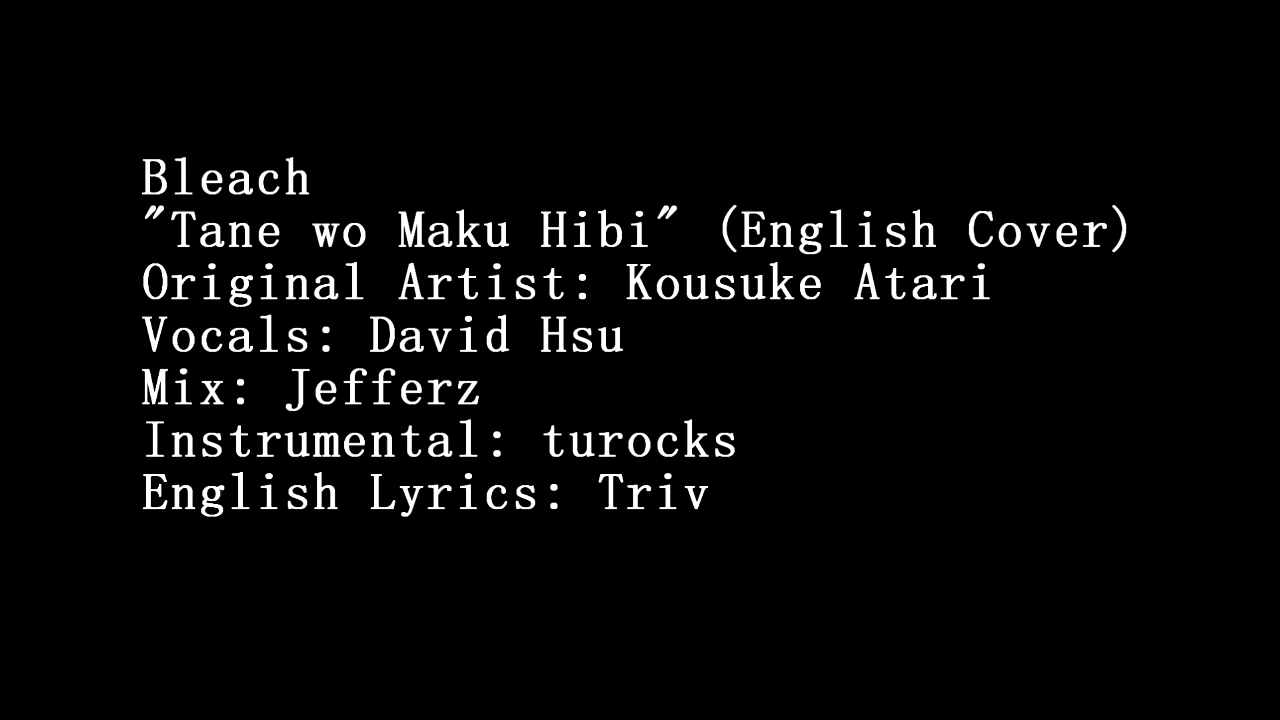 Bleach
"Tane wo Maku Hibi" (English Cover)
Original Artist: Kousuke Atari
Vocals: David Hsu
Mix: Jefferz
Instrumental: turocks
English Lyrics: Triv